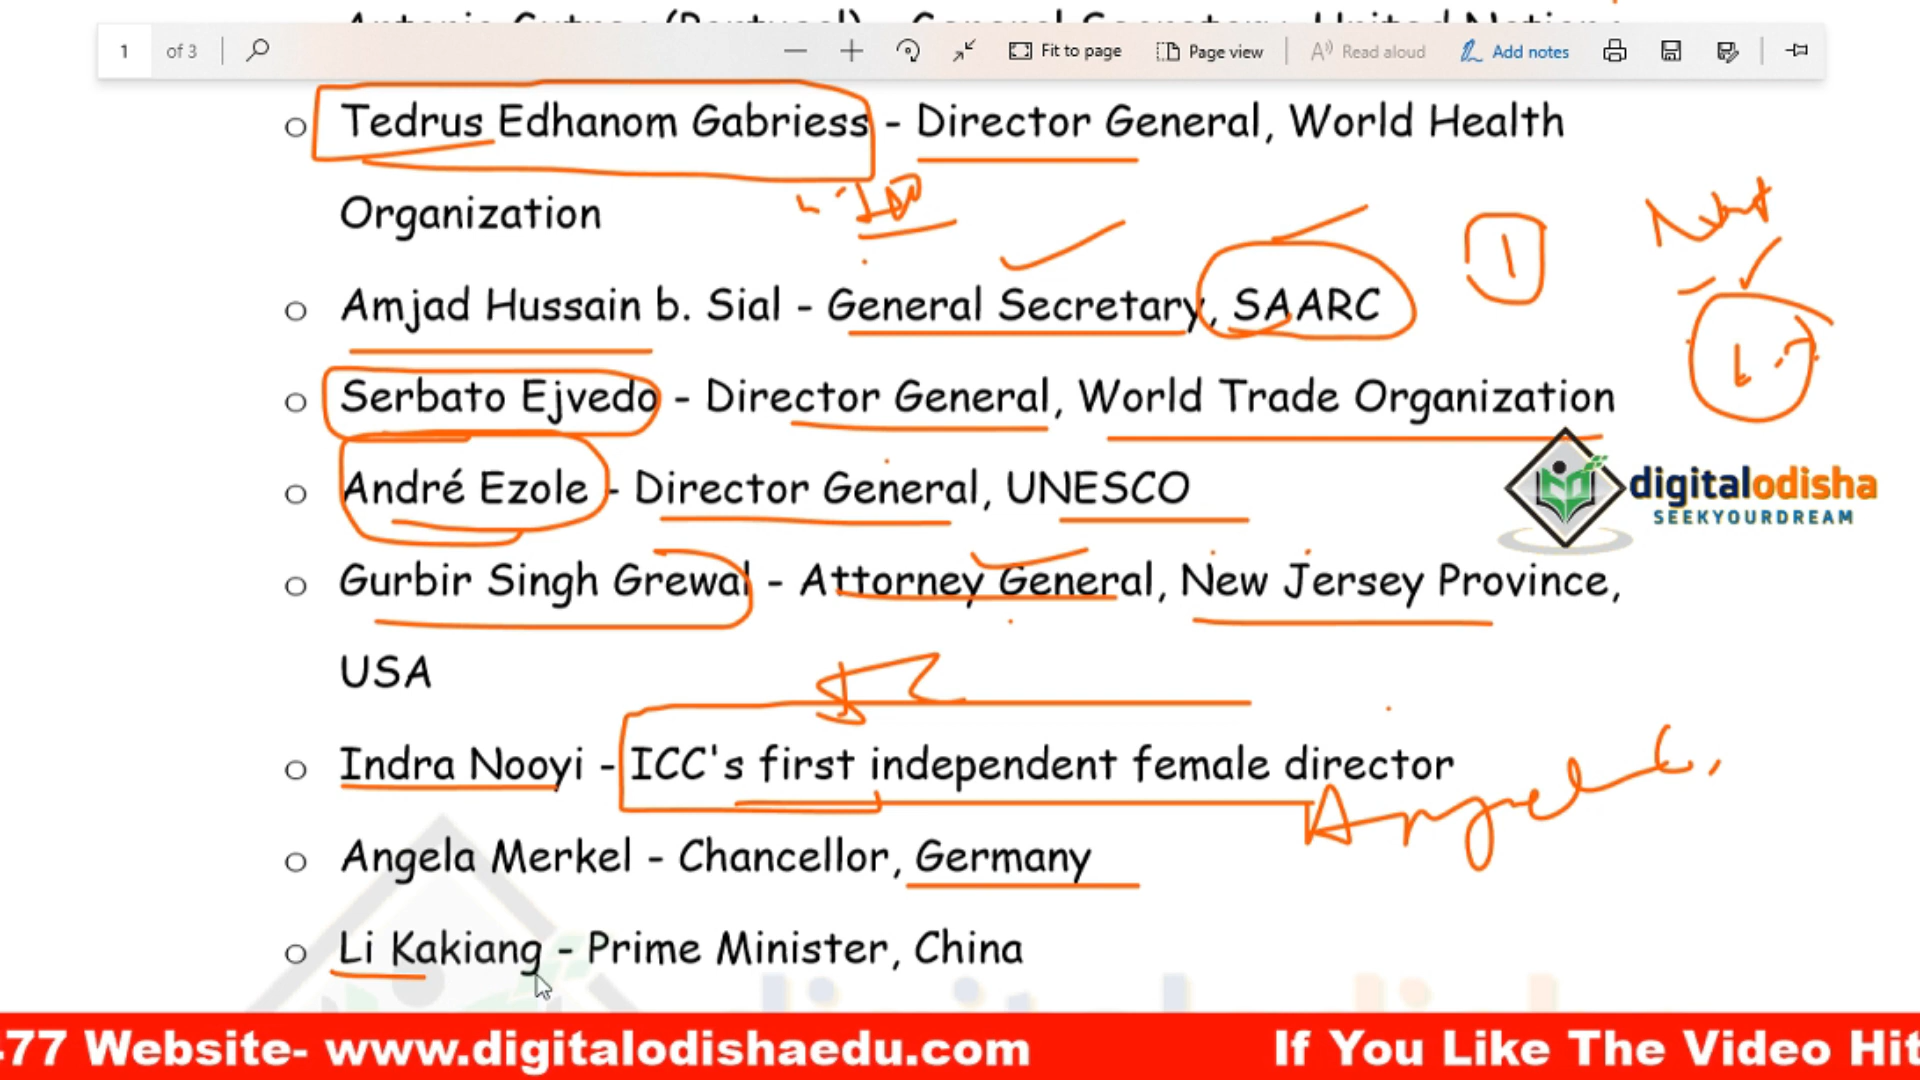 1 of 3 Fit to page Page view Read aloud Add notes
Tedrus Edhanom Gabriess - Director General, World Health
Organization
Amjad Hussain b. Sial - General Secretary, SAARC
1
Serbato Ejvedo - Director General, World Trade Organization
André Ezole - Director General, UNESCO
digitalodisha
SEEKYOURDREAM
Gurbir Singh Grewal - Attorney General, New Jersey Province,
USA
Indra Nooyi - ICC's first independent female director
Angela Merkel - Chancellor, Germany
Li Kakiang - Prime Minister, China
477 Website- www.digitalodishaedu.com If You Like The Video Hit